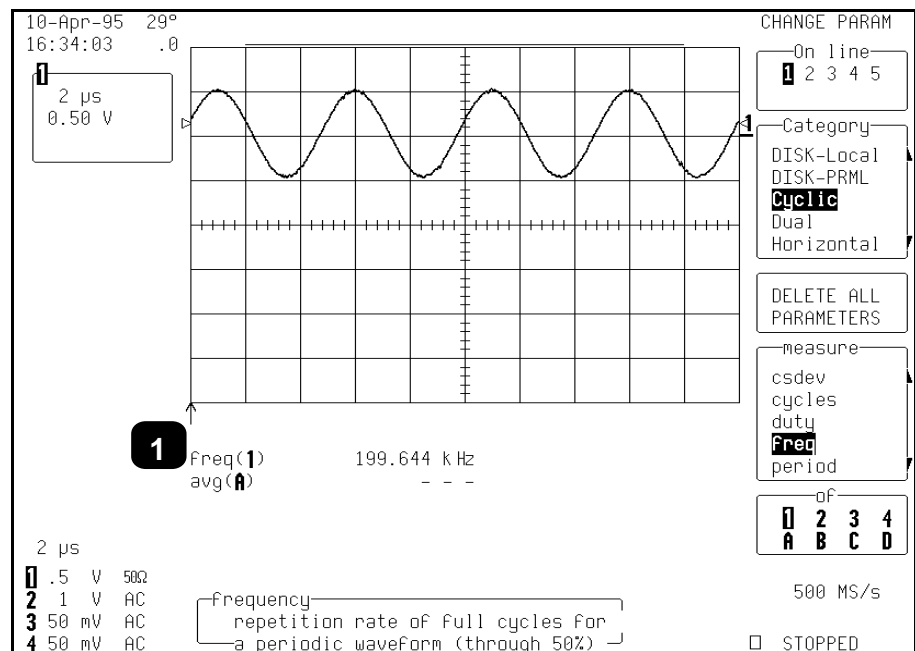 10-Apr-95 29°
16:34:03 .0
1
2 µs
0.50 V
1
CHANGE PARAM
On line
1 2 3 4 5
Category
DISK-Local
DISK-PRML
Cyclic
Dual
Horizontal
DELETE ALL
PARAMETERS
measure
csdev
cycles
duty
freq
period
of
1 2 3 4
A B C D
1
freq(1) 199.644 kHz
avg(A) - - -
2 µs
1 .5 V 50Ω
2 1 V AC
3 50 mV AC
4 50 mV AC
frequency
repetition rate of full cycles for
a periodic waveform (through 50%)
500 MS/s
□ STOPPED